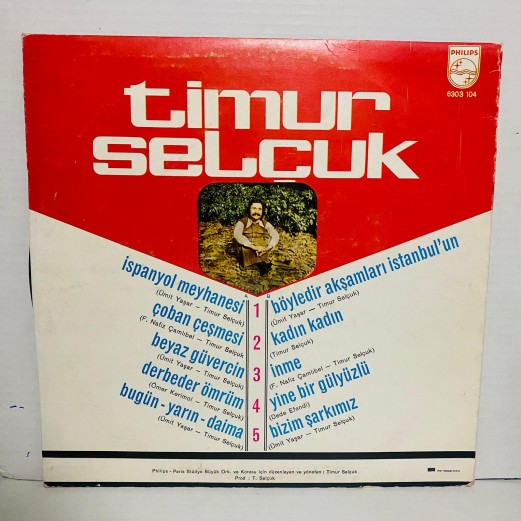 PHILIPS
6303 104
timur
selçuk
A
B
ispanyol meyhanesi
(Ümit Yaşar — Timur Selçuk)
çoban çeşmesi
(F. Nafiz Çamlıbel — Timur Selçuk)
beyaz güvercin
(Ümit Yaşar — Timur Selçuk)
derbeder ömrüm
(Timur Selçuk)
bugün - yarın - daima
(Ümit Yaşar — Timur Selçuk)
1
2
3
4
5
böyledir akşamları istanbul'un
(Ümit Yaşar — Timur Selçuk)
kadın kadın
(Timur Selçuk)
inme
(F. Nafiz Çamlıbel — Timur Selçuk)
yine bir gülyüzlü
(Dede Efendi)
bizim şarkımız
(Ümit Yaşar — Timur Selçuk)
Philips - Paris Stüdyo Büyük Ork. ve Korosu için düzenleyen ve yöneten : Timur Selçuk
Prod : T. Selçuk